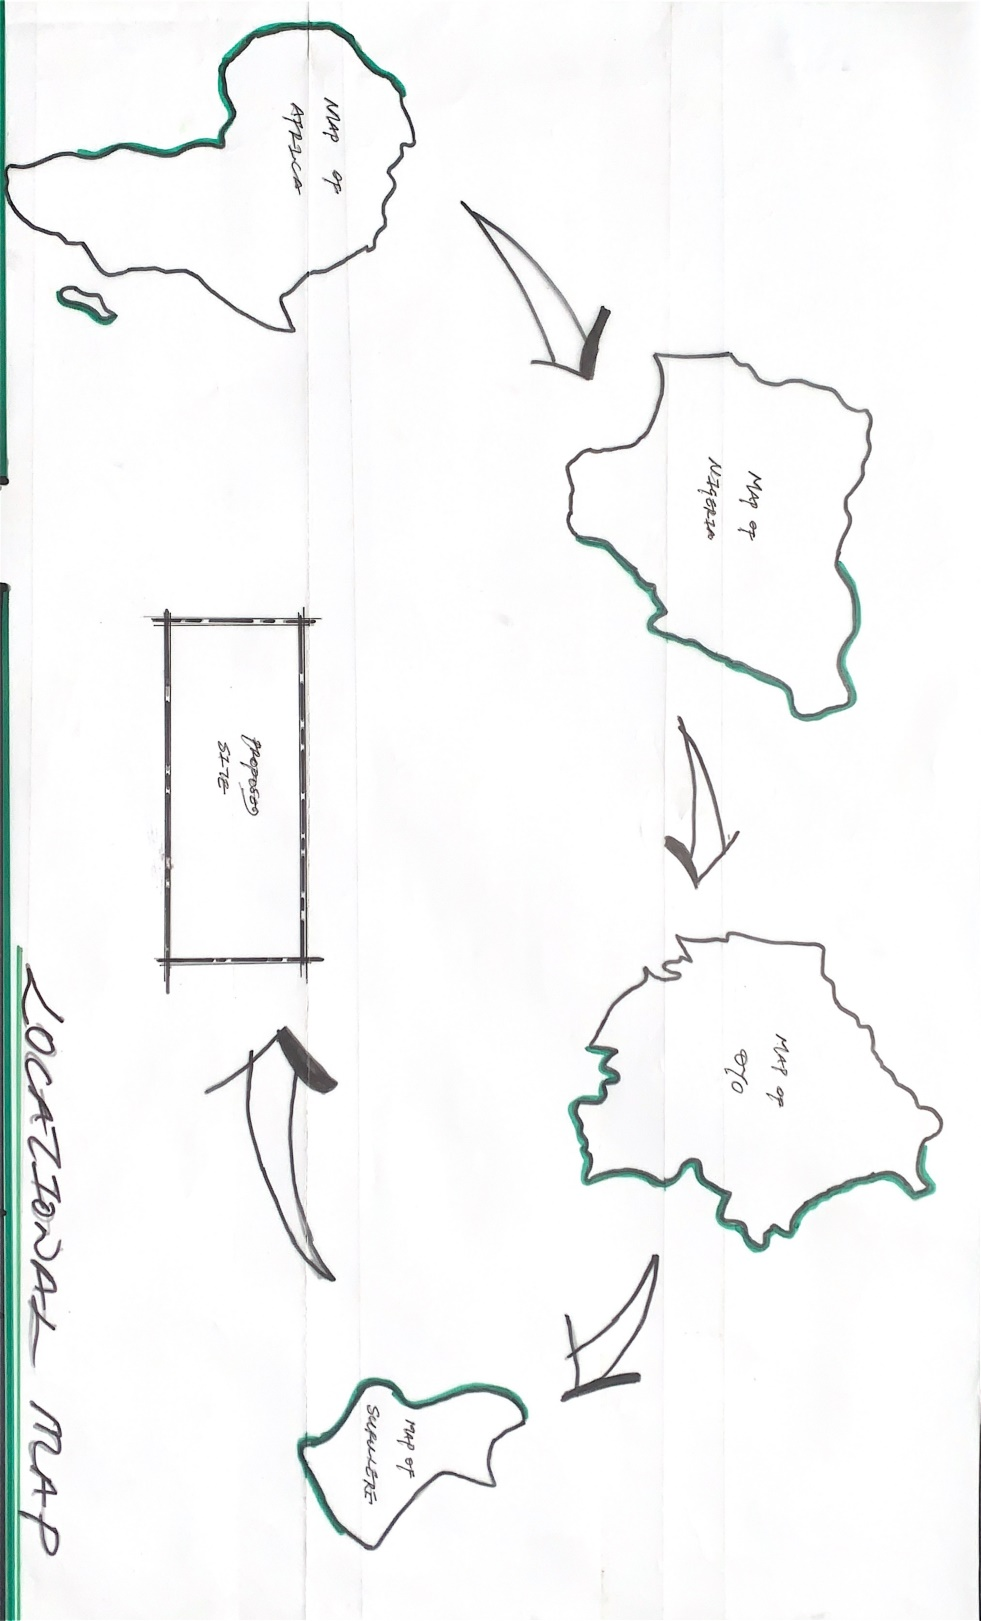 MAP OF
AFRICA
MAP OF
NIGERIA
MAP OF
OYO
MAP OF
SURULERE
PROPOSED
SITE
LOCATIONAL MAP